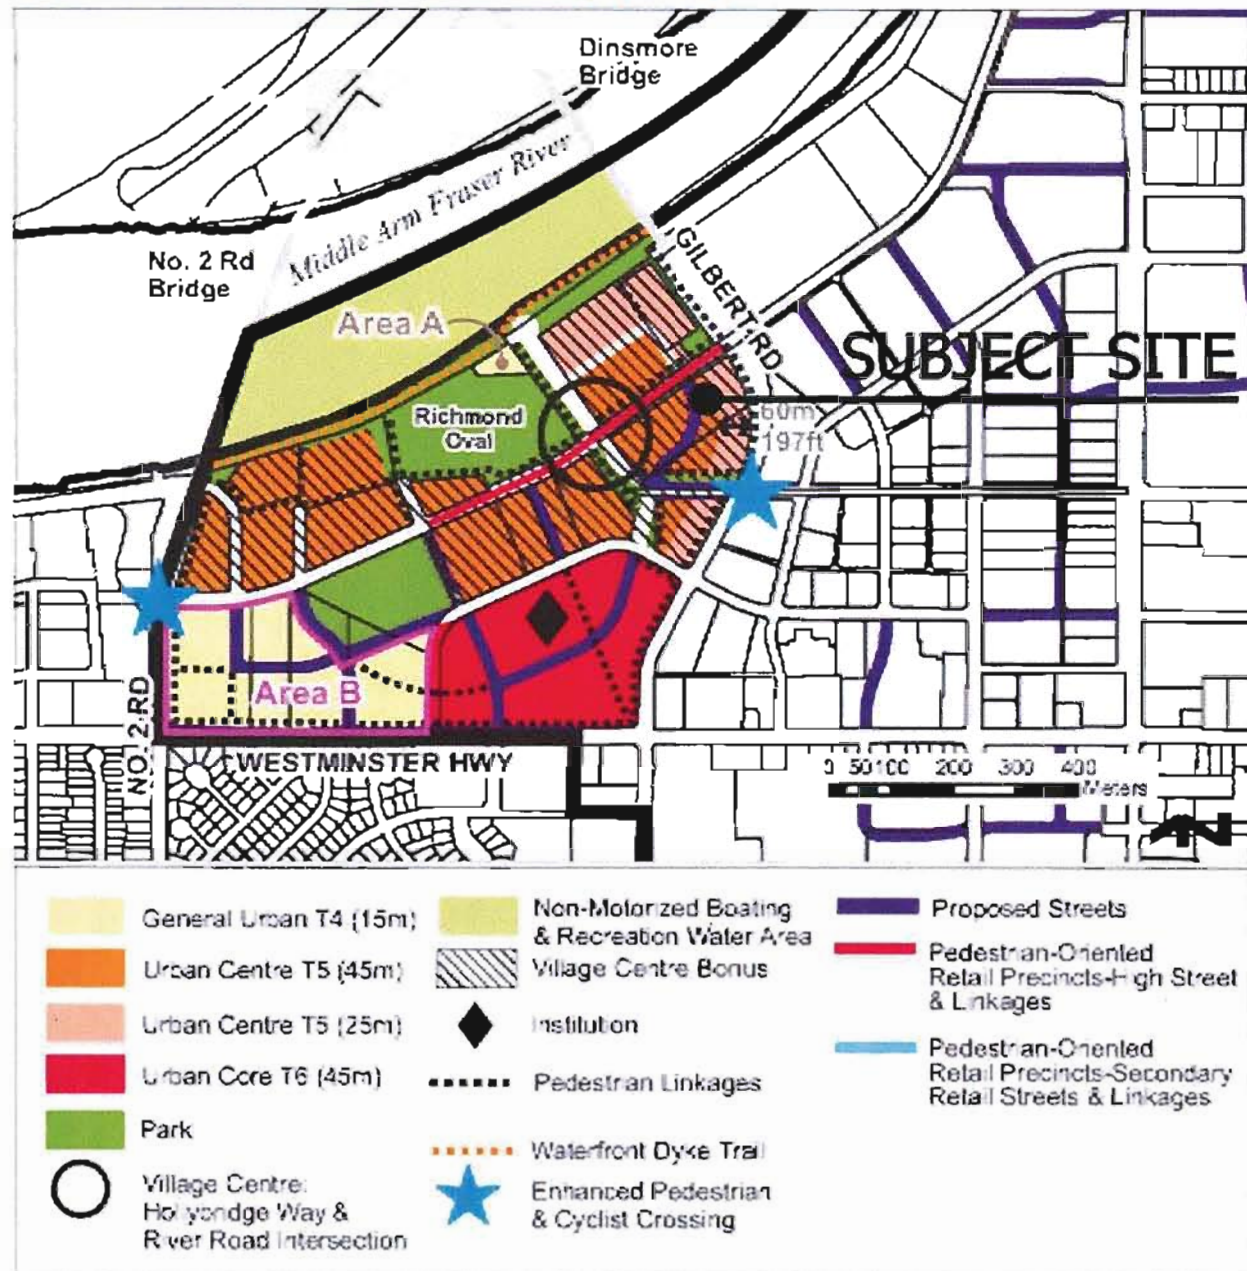 Dinsmore
Bridge
Middle Arm Fraser River
No. 2 Rd
Bridge
GILBERT RD
Area A
SUBJECT SITE
Richmond
Oval
60m
197ft
Area B
NO. 2 RD
WESTMINSTER HWY
0 50 100 200 300 400
Meters
N
General Urban T4 (15m)
Urban Centre T5 (45m)
Urban Centre T5 (25m)
Urban Core T6 (45m)
Park
Village Centre:
Hollybridge Way &
River Road Intersection
Non-Motorized Boating
& Recreation Water Area
Village Centre Bonus
Institution
Pedestrian Linkages
Waterfront Dyke Trail
Enhanced Pedestrian
& Cyclist Crossing
Proposed Streets
Pedestrian-Oriented
Retail Precincts-High Street
& Linkages
Pedestrian-Oriented
Retail Precincts-Secondary
Retail Streets & Linkages